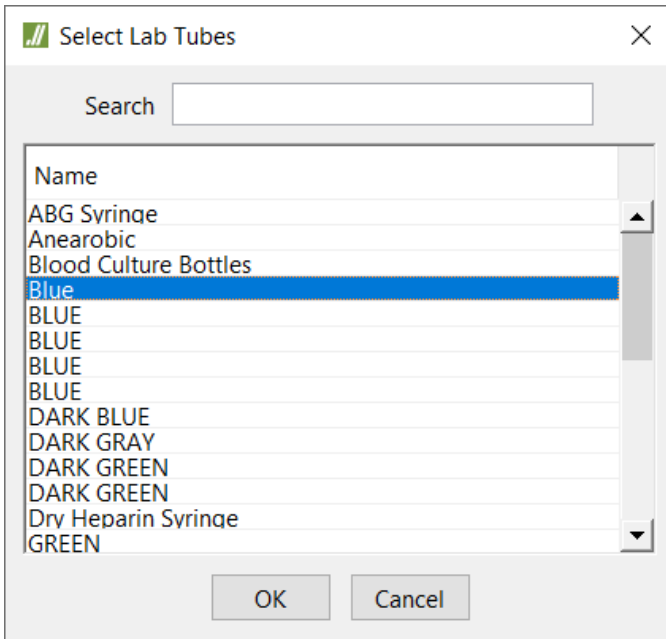 Select Lab Tubes
Search
Name
ABG Syringe
Anearobic
Blood Culture Bottles
Blue
BLUE
BLUE
BLUE
BLUE
DARK BLUE
DARK GRAY
DARK GREEN
DARK GREEN
Dry Heparin Syringe
GREEN
OK Cancel